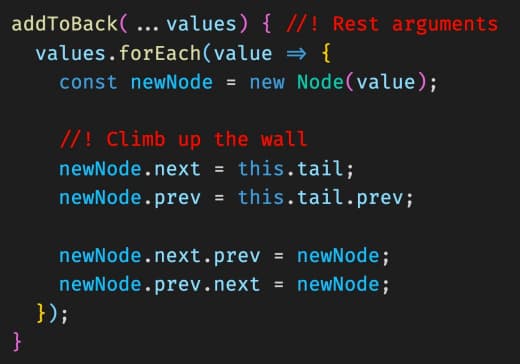 addToBack(...values) { //! Rest arguments
  values.forEach(value => {
    const newNode = new Node(value);

    //! Climb up the wall
    newNode.next = this.tail;
    newNode.prev = this.tail.prev;

    newNode.next.prev = newNode;
    newNode.prev.next = newNode;
  });
}